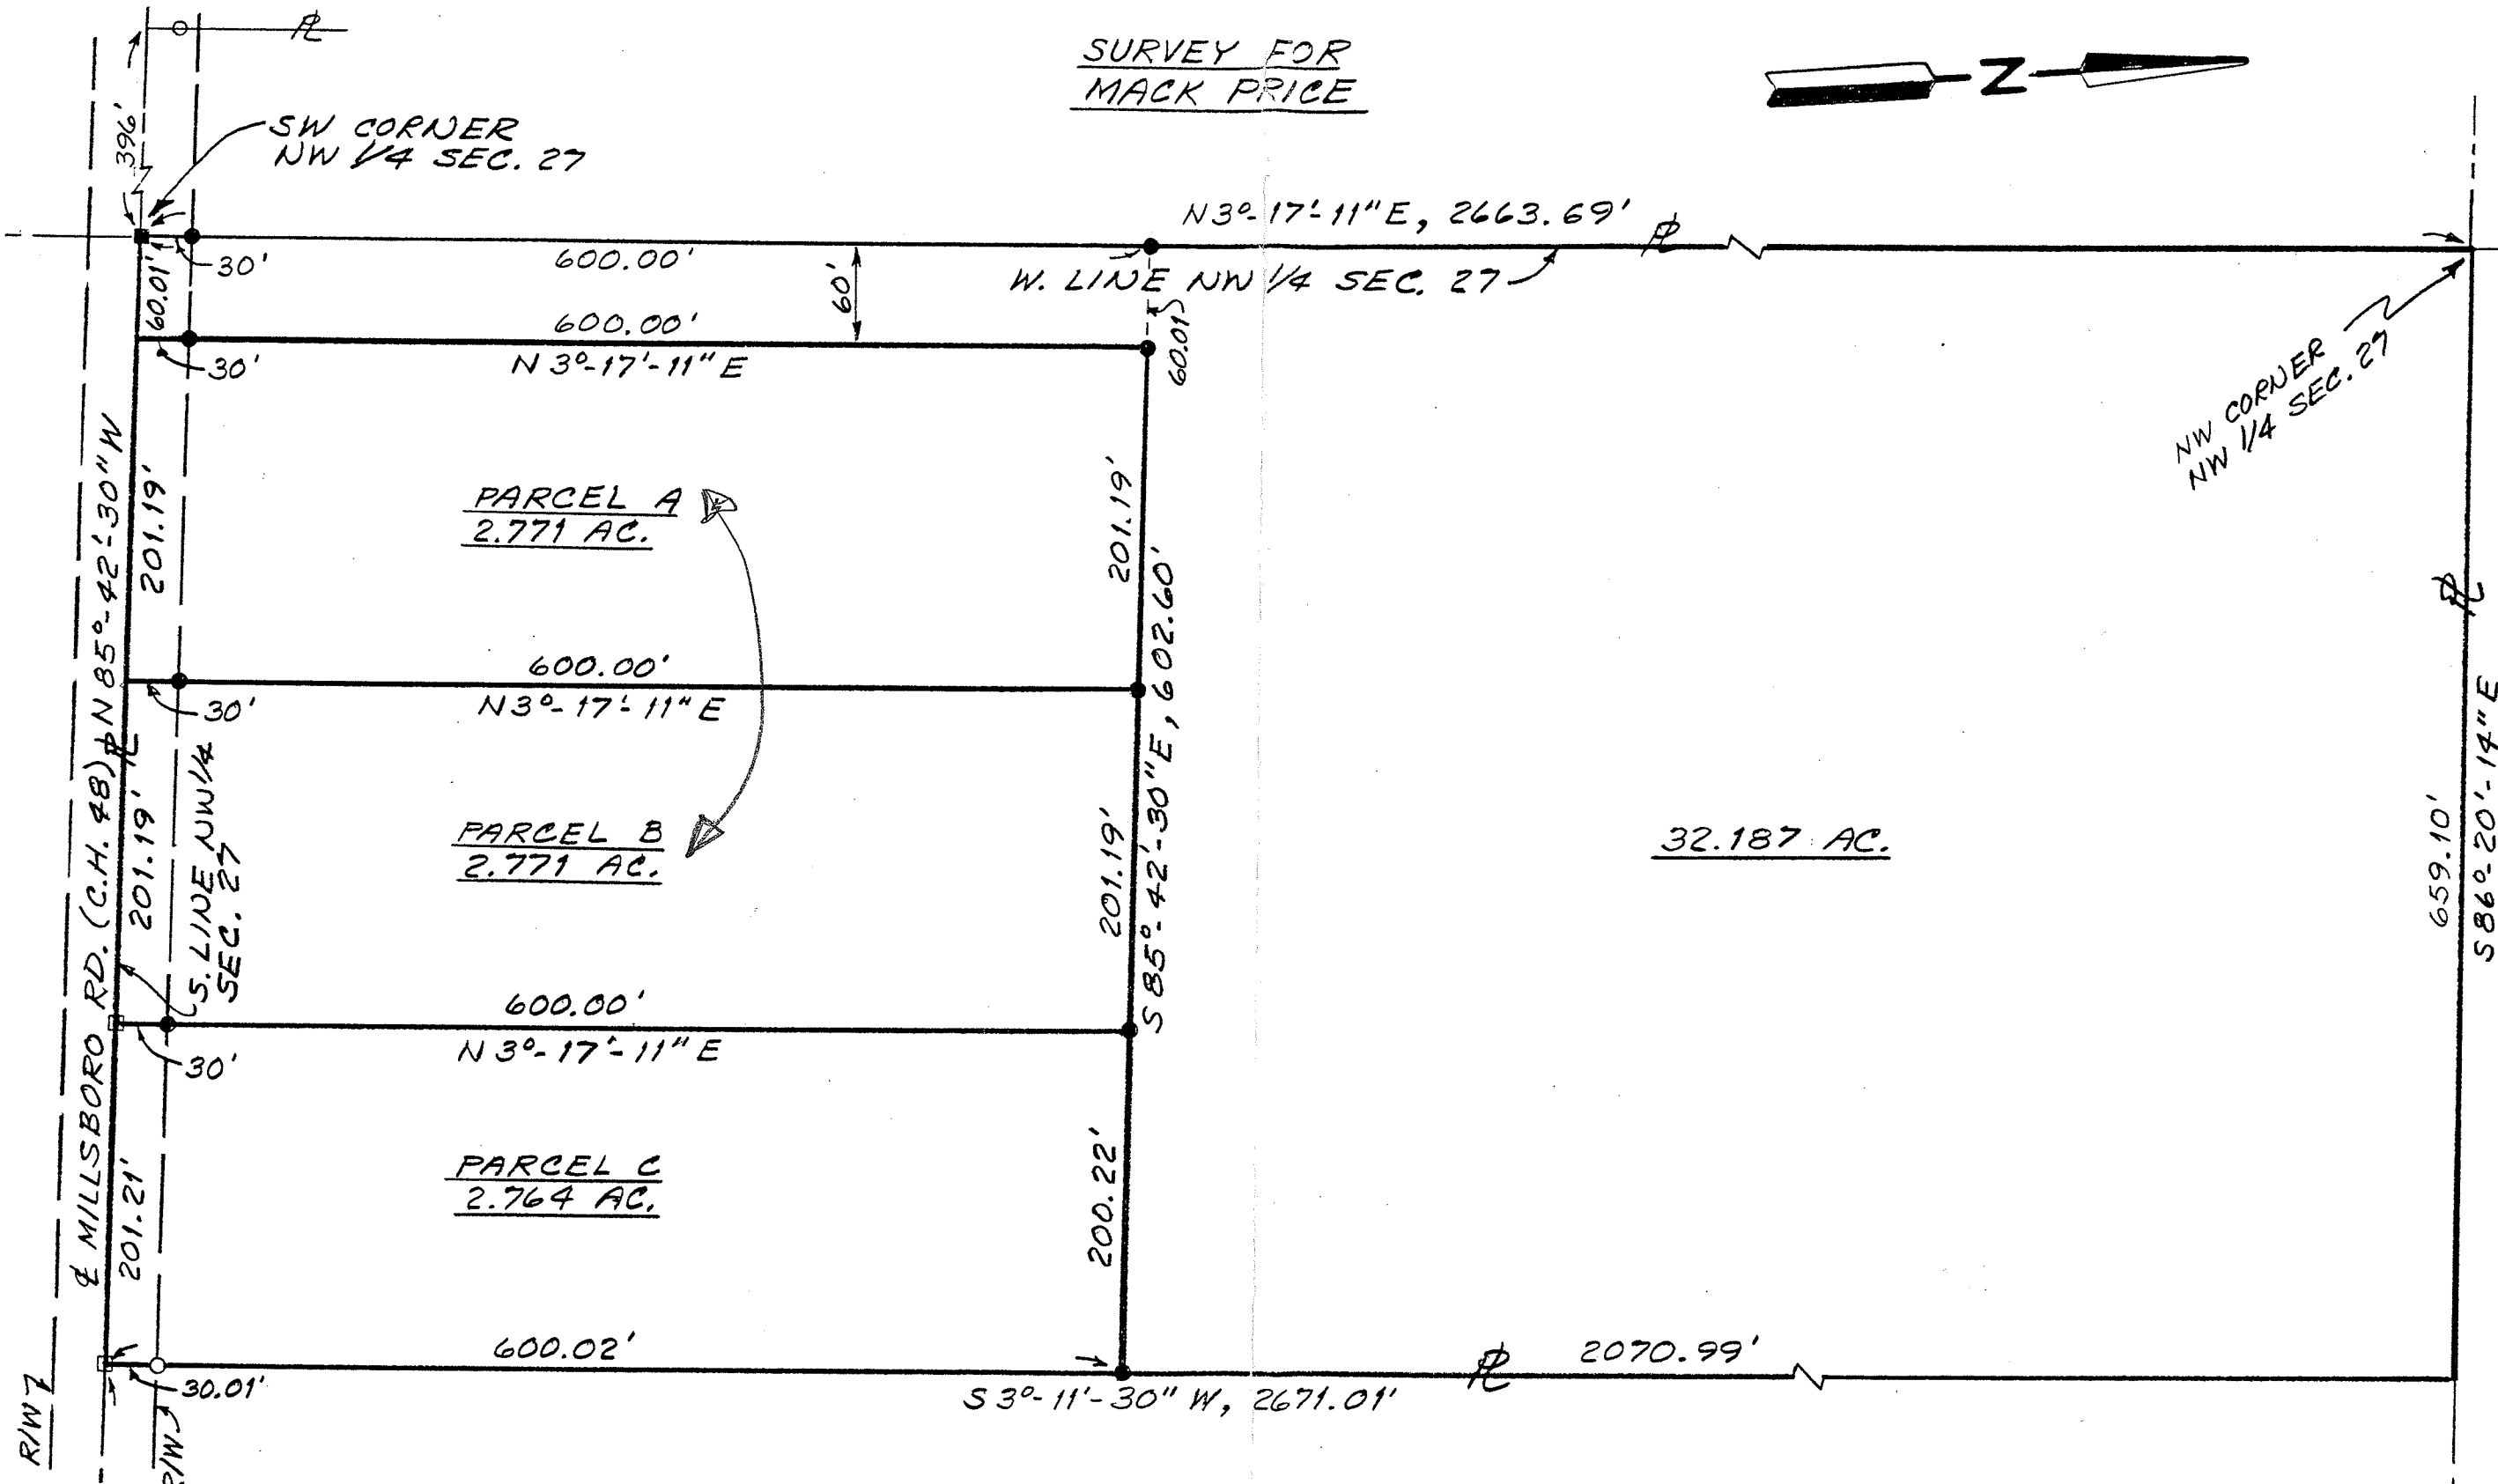 SURVEY FOR
MACK PRICE
Z
396'
SW CORNER
NW 1/4 SEC. 27
N 3°-17'-11" E, 2663.69'
30'
600.00'
60'
W. LINE NW 1/4 SEC. 27
60.01'
600.00'
30'
N 3°-17'-11" E
60.01'
NW CORNER
NW 1/4 SEC. 27
N 85°-42'-30" W
201.19'
PARCEL A
2.771 AC.
201.19'
S 85°-42'-30" E, 602.60'
600.00'
30'
N 3°-17'-11" E
℄ MILLSBORO RD. (C.H. 48)
201.19'
S. LINE NW 1/4
SEC. 27
PARCEL B
2.771 AC.
201.19'
32.187 AC.
659.10'
S 86°-20'-14" E
600.00'
30'
N 3°-17'-11" E
201.21'
PARCEL C
2.764 AC.
200.22'
600.02'
2070.99'
30.01'
S 3°-11'-30" W, 2671.01'
R/W
R/W